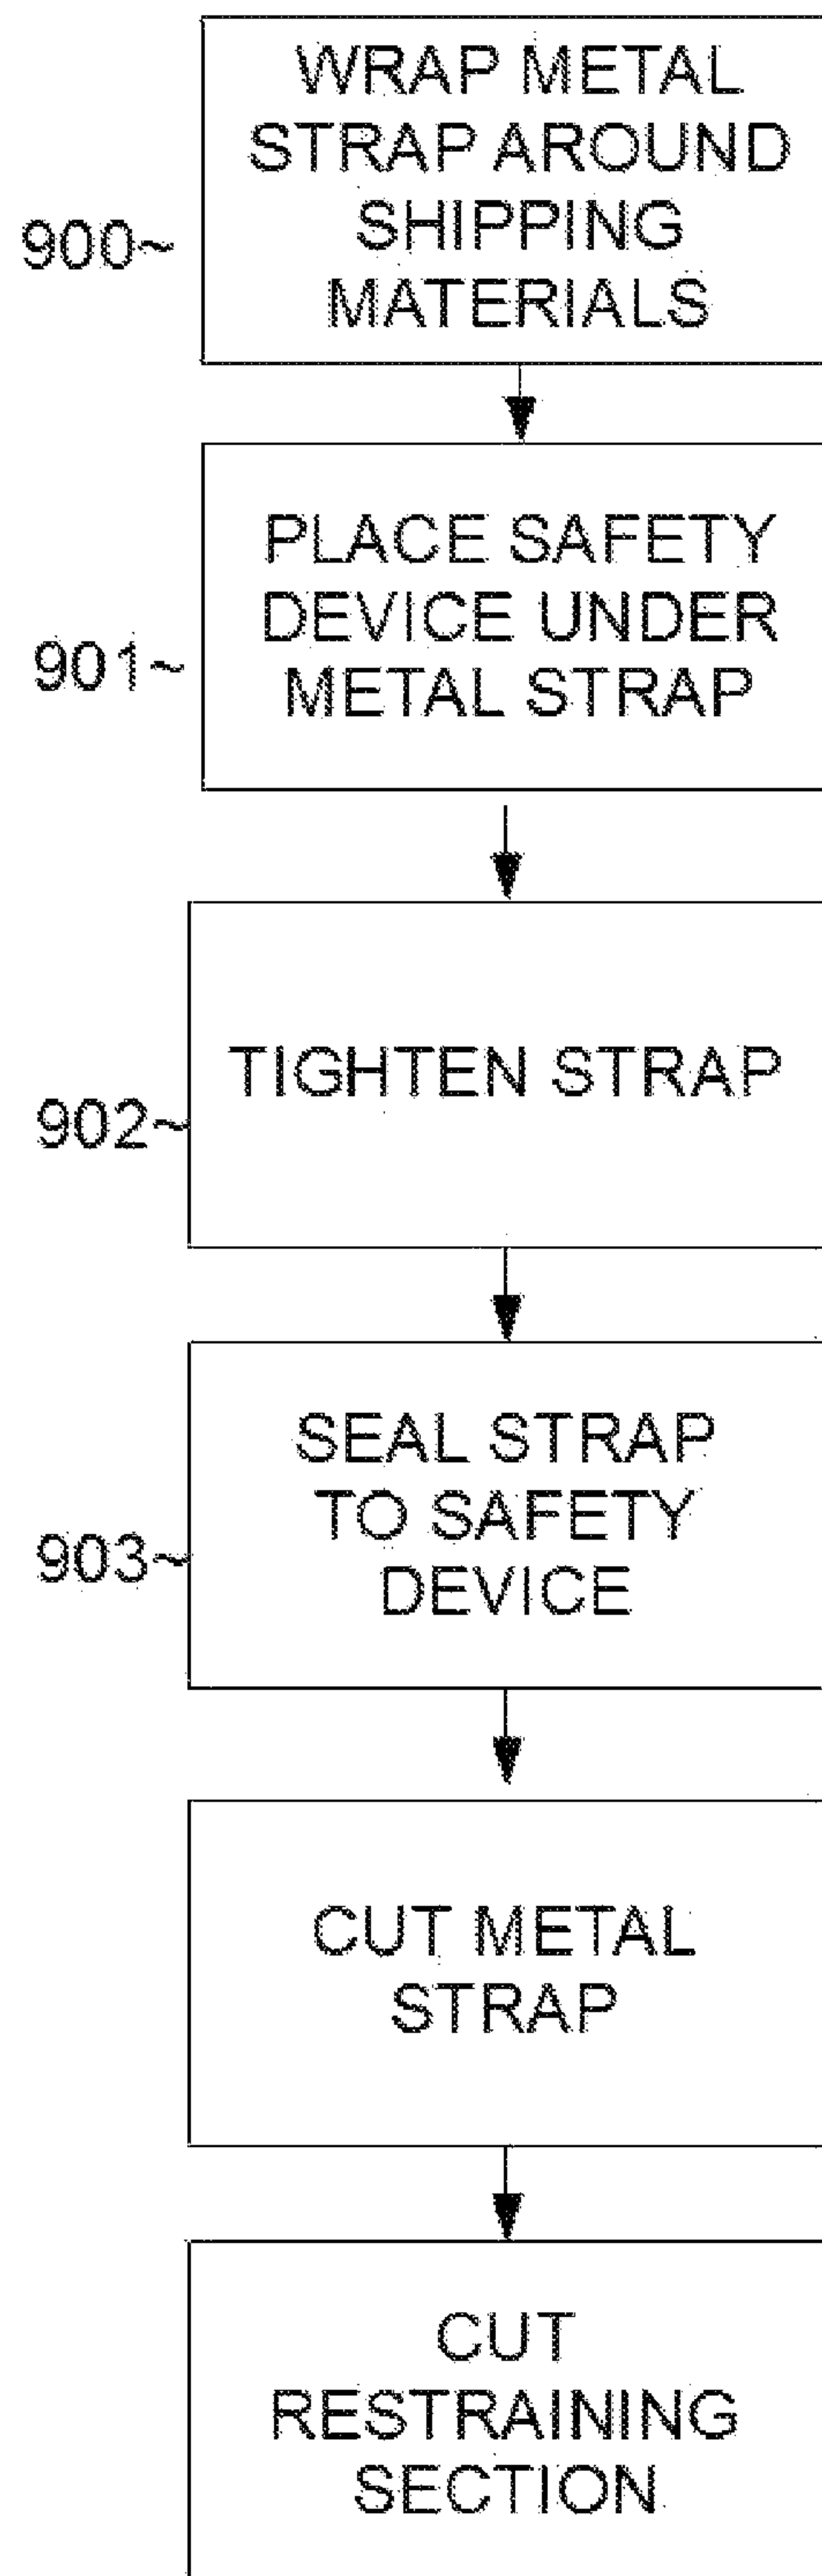 WRAP METAL
STRAP AROUND
SHIPPING
MATERIALS
900~
PLACE SAFETY
DEVICE UNDER
METAL STRAP
901~
TIGHTEN STRAP
902~
SEAL STRAP
TO SAFETY
DEVICE
903~
CUT METAL
STRAP
CUT
RESTRAINING
SECTION